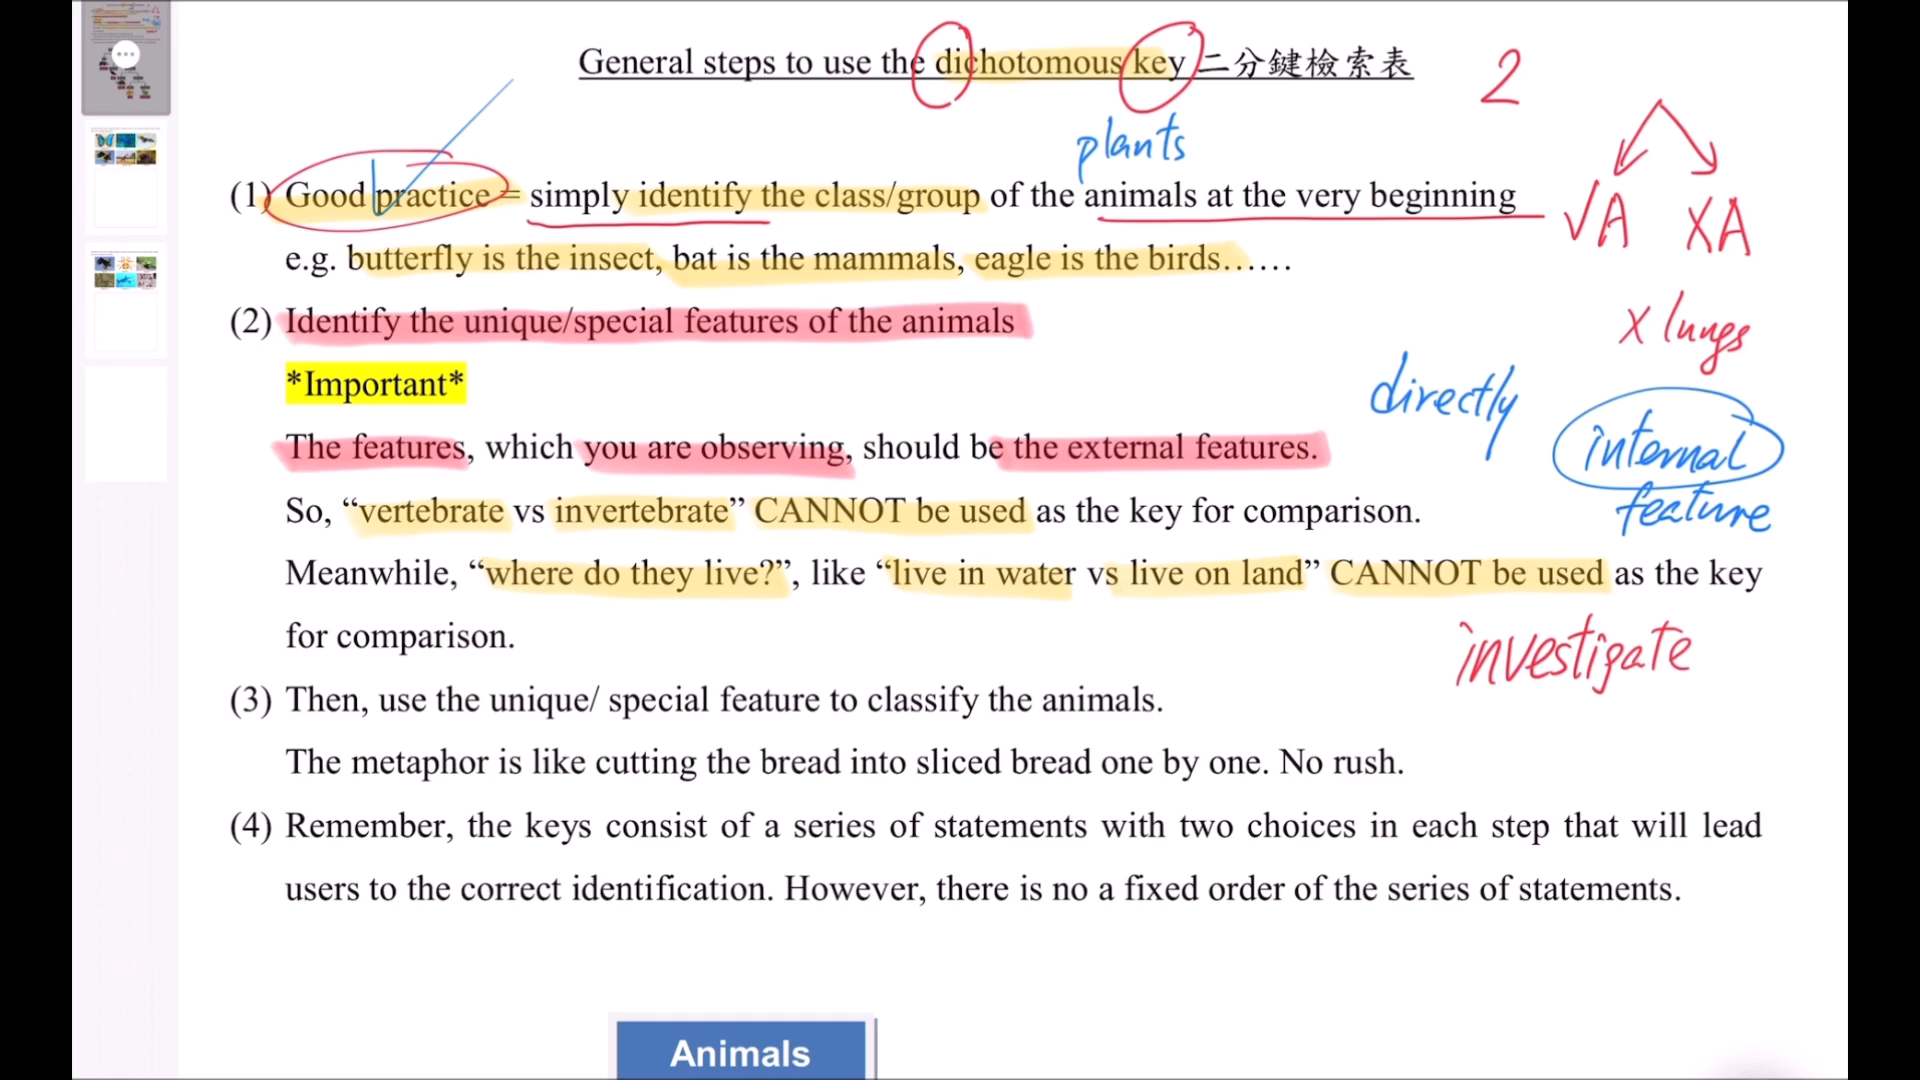 General steps to use the dichotomous key 二分鍵檢索表
2
plants
(1) Good practice = simply identify the class/group of the animals at the very beginning
√A XA
e.g. butterfly is the insect, bat is the mammals, eagle is the birds……
(2) Identify the unique/special features of the animals
X lungs
*Important*
directly
The features, which you are observing, should be the external features.
internal
feature
So, “vertebrate vs invertebrate” CANNOT be used as the key for comparison.
Meanwhile, “where do they live?”, like “live in water vs live on land” CANNOT be used as the key
for comparison.
investigate
(3) Then, use the unique/ special feature to classify the animals.
The metaphor is like cutting the bread into sliced bread one by one. No rush.
(4) Remember, the keys consist of a series of statements with two choices in each step that will lead
users to the correct identification. However, there is no a fixed order of the series of statements.
Animals